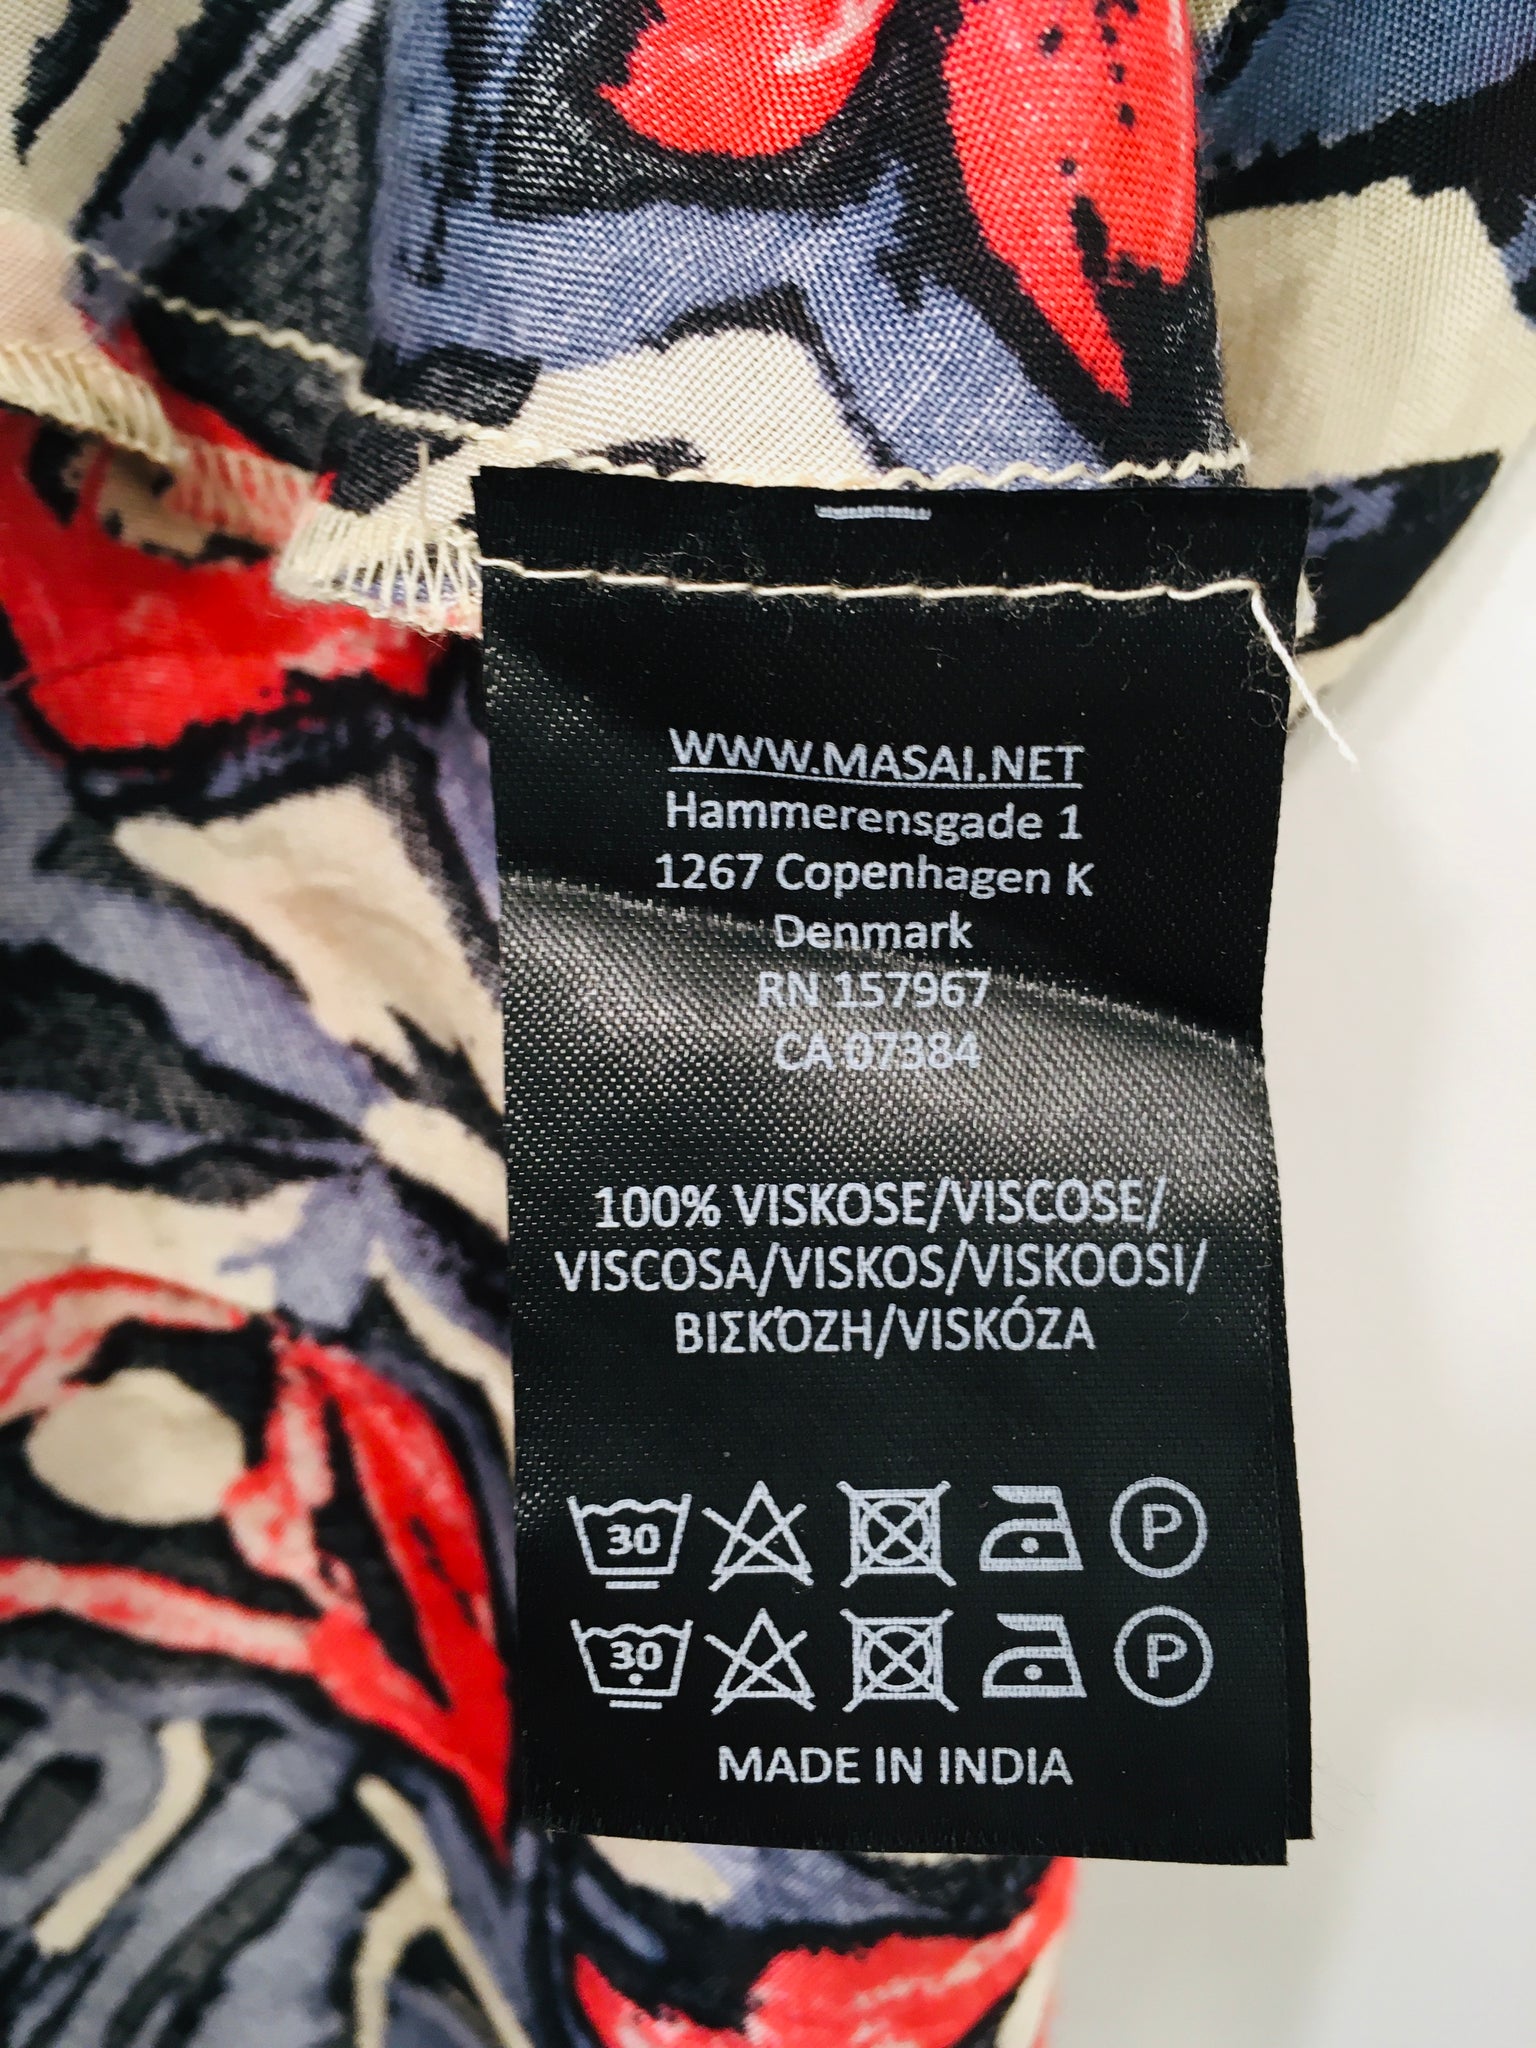 WWW.MASAI.NET
Hammerensgade 1
1267 Copenhagen K
Denmark
RN 157967
CA 07384
100% VISKOSE/VISCOSE/
VISCOSA/VISKOS/VISKOOSI/
ΒΙΣΚΌΖΗ/VISKÓZA
30 P
30 P
MADE IN INDIA